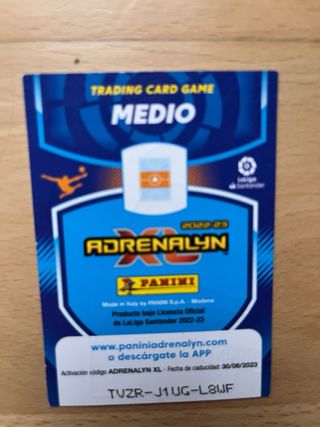 TRADING CARD GAME
MEDIO
LaLiga
Santander
2022-23
ADRENALYN
XL
PANINI
Made in Italy by PANINI S.p.A. - Modena
Producto bajo Licencia Oficial
de LaLiga Santander 2022-23
www.paniniadrenalyn.com
o descárgate la APP
Activación código ADRENALYN XL - Fecha de caducidad: 30/06/2023
TVZR-J1UG-L8WF